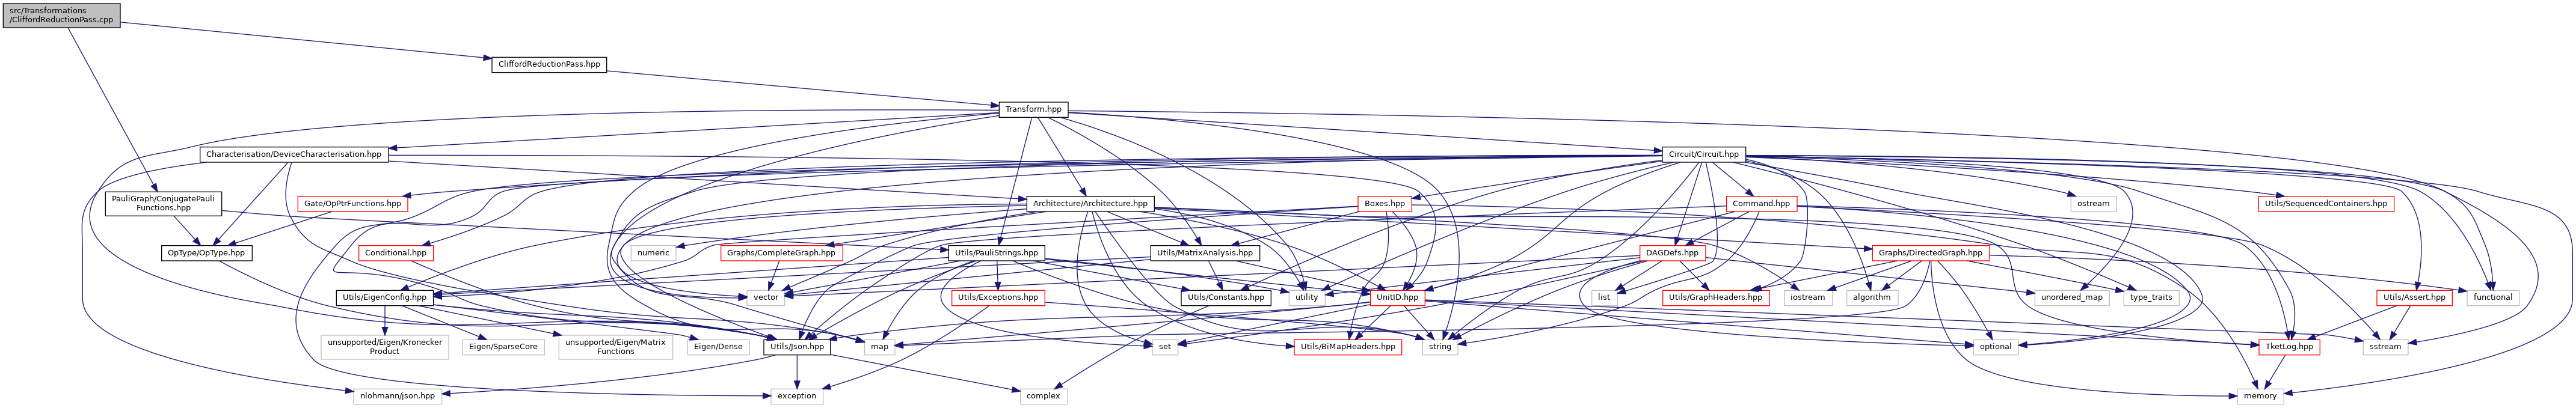 src/Transformations
/CliffordReductionPass.cpp
CliffordReductionPass.hpp
Transform.hpp
Characterisation/DeviceCharacterisation.hpp
Circuit/Circuit.hpp
PauliGraph/ConjugatePauli
Functions.hpp
Gate/OpPtrFunctions.hpp
Architecture/Architecture.hpp
Boxes.hpp
Command.hpp
ostream
Utils/SequencedContainers.hpp
OpType/OpType.hpp
Conditional.hpp
numeric
Graphs/CompleteGraph.hpp
Utils/PauliStrings.hpp
Utils/MatrixAnalysis.hpp
DAGDefs.hpp
Graphs/DirectedGraph.hpp
Utils/EigenConfig.hpp
vector
Utils/Exceptions.hpp
Utils/Constants.hpp
utility
UnitID.hpp
list
Utils/GraphHeaders.hpp
iostream
algorithm
unordered_map
type_traits
Utils/Assert.hpp
functional
unsupported/Eigen/Kronecker
Product
Eigen/SparseCore
unsupported/Eigen/Matrix
Functions
Eigen/Dense
Utils/Json.hpp
map
set
Utils/BiMapHeaders.hpp
string
optional
TketLog.hpp
sstream
nlohmann/json.hpp
exception
complex
memory